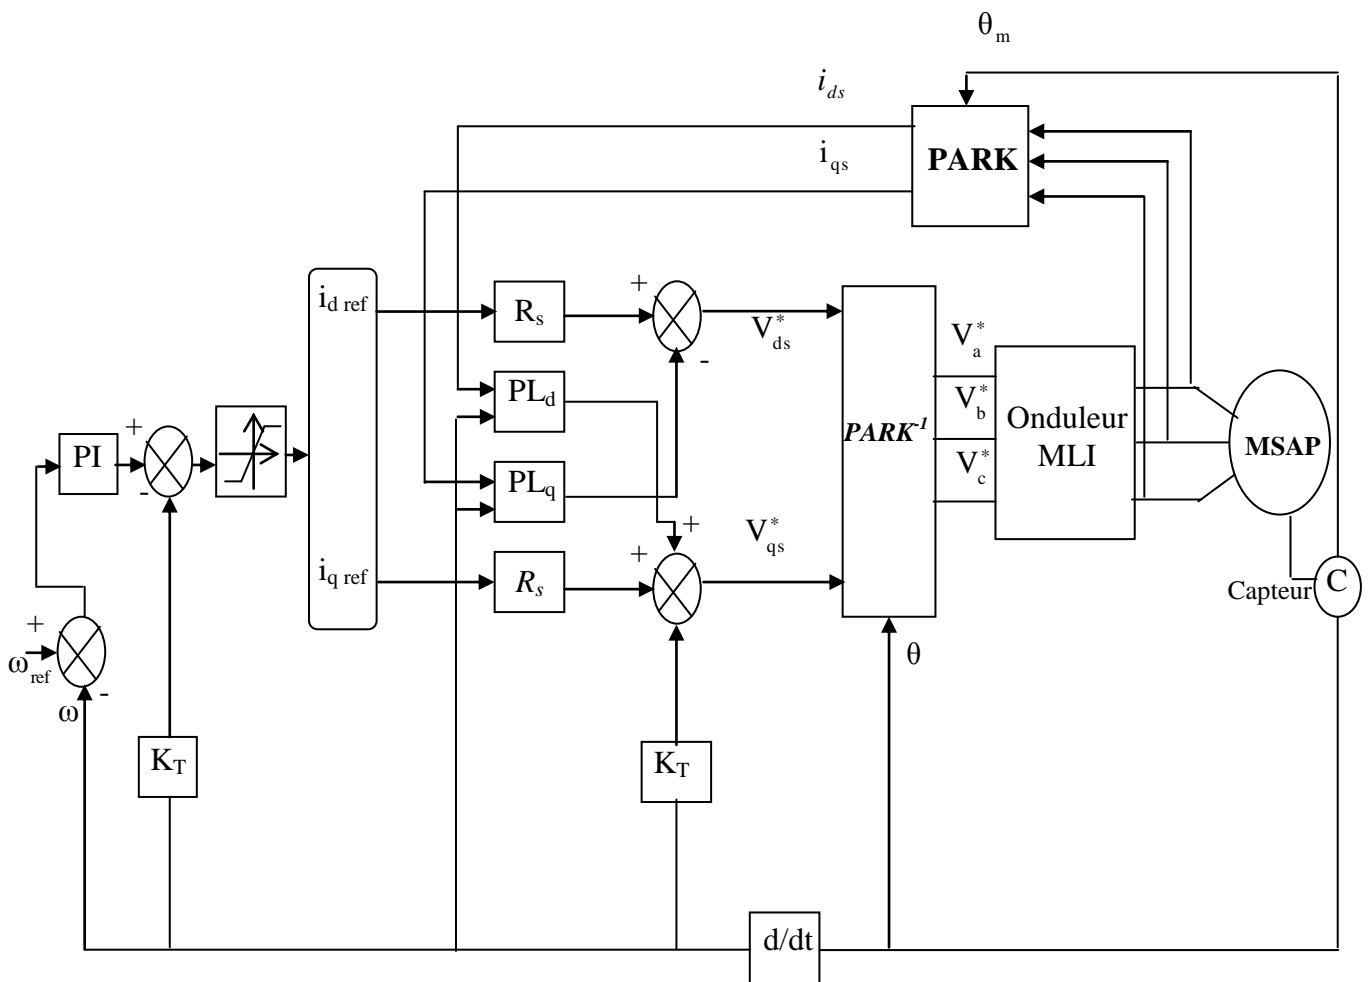 θm
ids
iqs
PARK
id ref
Rs
+
-
V*ds
PLd
PLq
iq ref
Rs
+
+
V*qs
PARK-1
V*a
V*b
V*c
Onduleur
MLI
MSAP
Capteur
C
θ
PI
+
-
+
ωref
-
ω
KT
KT
d/dt